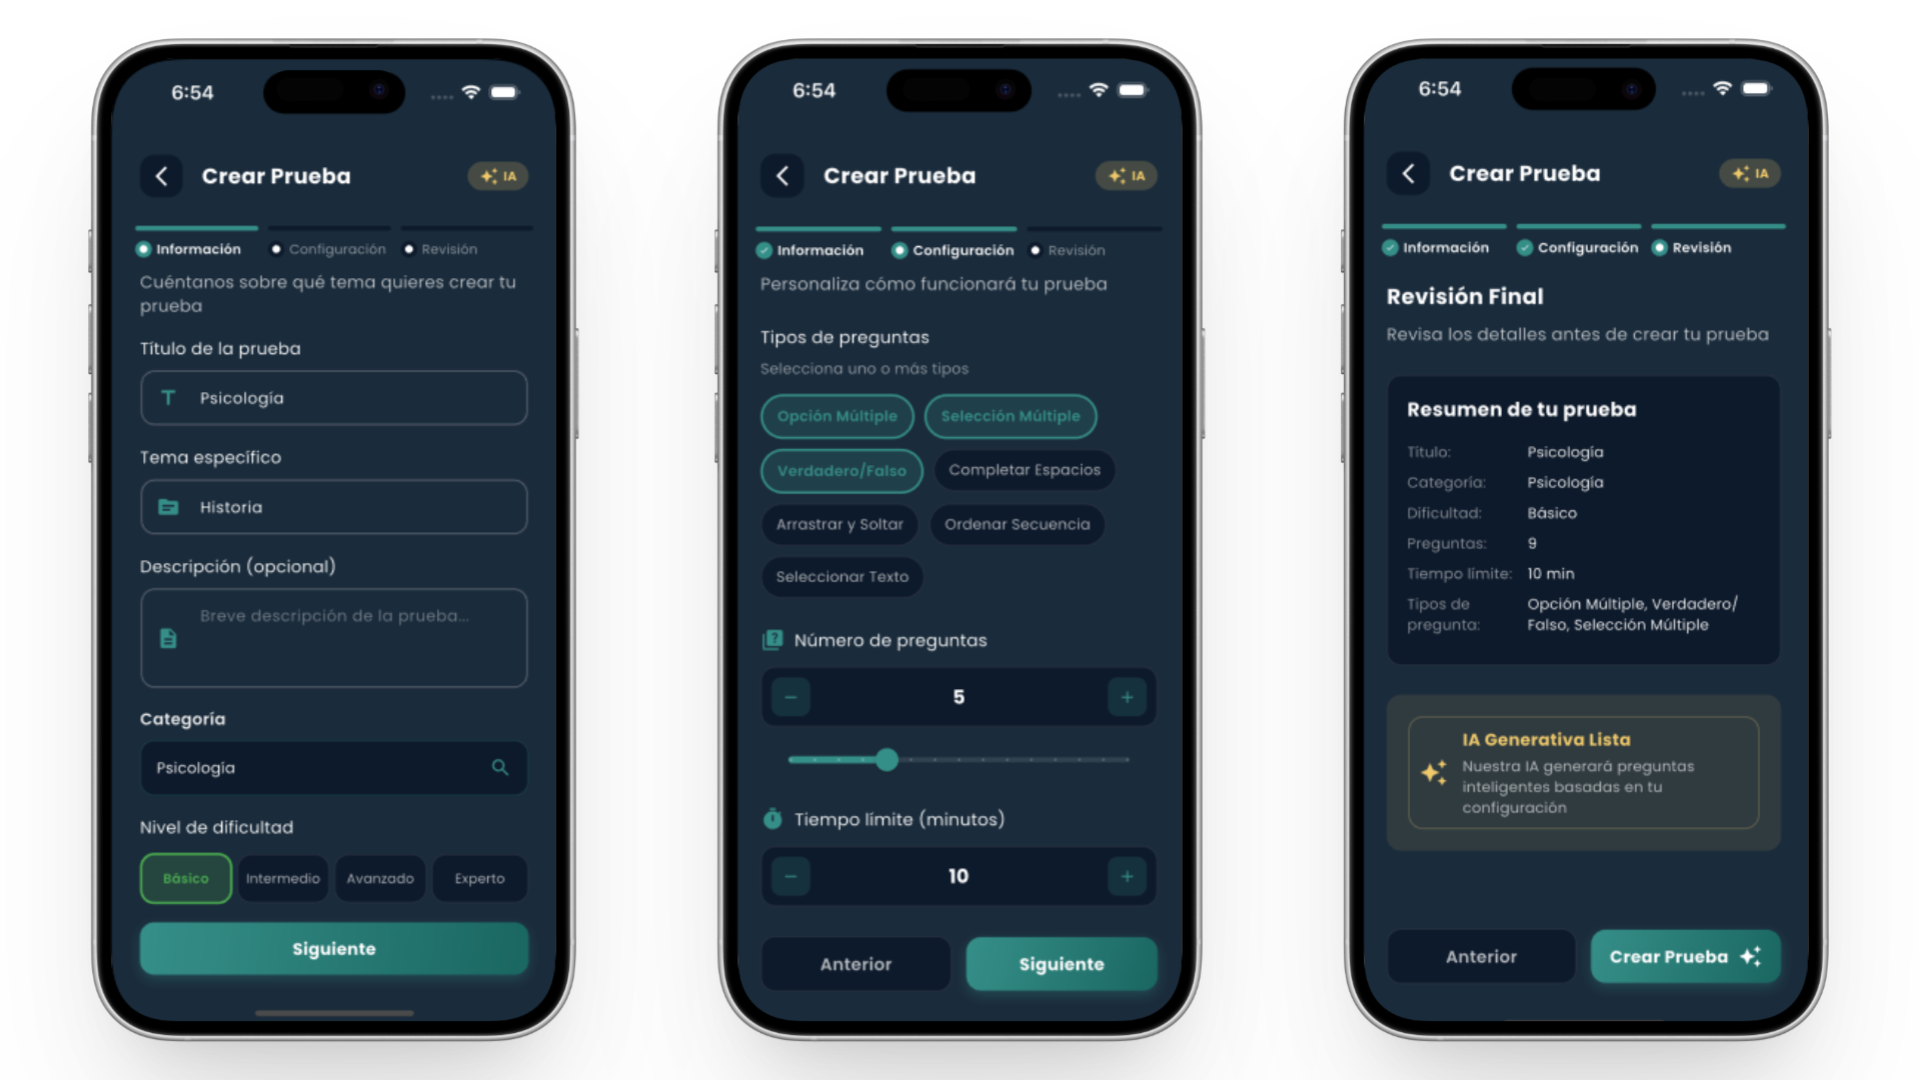 6:54
Crear Prueba
IA
Información
Configuración
Revisión
Cuéntanos sobre qué tema quieres crear tu
prueba
Título de la prueba
Psicología
Tema específico
Historia
Descripción (opcional)
Breve descripción de la prueba...
Categoría
Psicología
Nivel de dificultad
Básico
Intermedio
Avanzado
Experto
Siguiente
6:54
Crear Prueba
IA
Información
Configuración
Revisión
Personaliza cómo funcionará tu prueba
Tipos de preguntas
Selecciona uno o más tipos
Opción Múltiple
Selección Múltiple
Verdadero/Falso
Completar Espacios
Arrastrar y Soltar
Ordenar Secuencia
Seleccionar Texto
Número de preguntas
− 5 +
Tiempo límite (minutos)
− 10 +
Anterior
Siguiente
6:54
Crear Prueba
IA
Información
Configuración
Revisión
Revisión Final
Revisa los detalles antes de crear tu prueba
Resumen de tu prueba
Título: Psicología
Categoría: Psicología
Dificultad: Básico
Preguntas: 9
Tiempo límite: 10 min
Tipos de pregunta:
Opción Múltiple, Verdadero/
Falso, Selección Múltiple
IA Generativa Lista
Nuestra IA generará preguntas
inteligentes basadas en tu
configuración
Anterior
Crear Prueba